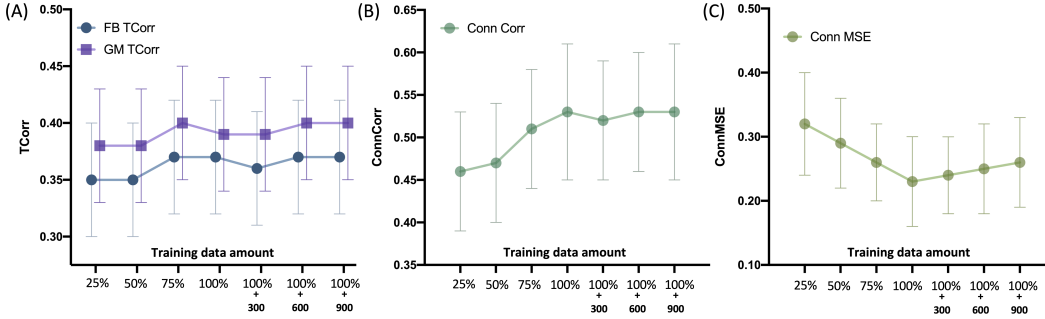 (A)
0.50
0.45
0.40
0.35
0.30
TCorr
FB TCorr
GM TCorr
Training data amount
25% 50% 75% 100% 100% 100% 100%
+ + +
300 600 900
(B)
0.65
0.60
0.55
0.50
0.45
0.40
0.35
ConnCorr
Conn Corr
Training data amount
25% 50% 75% 100% 100% 100% 100%
+ + +
300 600 900
(C)
0.50
0.40
0.30
0.20
0.10
ConnMSE
Conn MSE
Training data amount
25% 50% 75% 100% 100% 100% 100%
+ + +
300 600 900